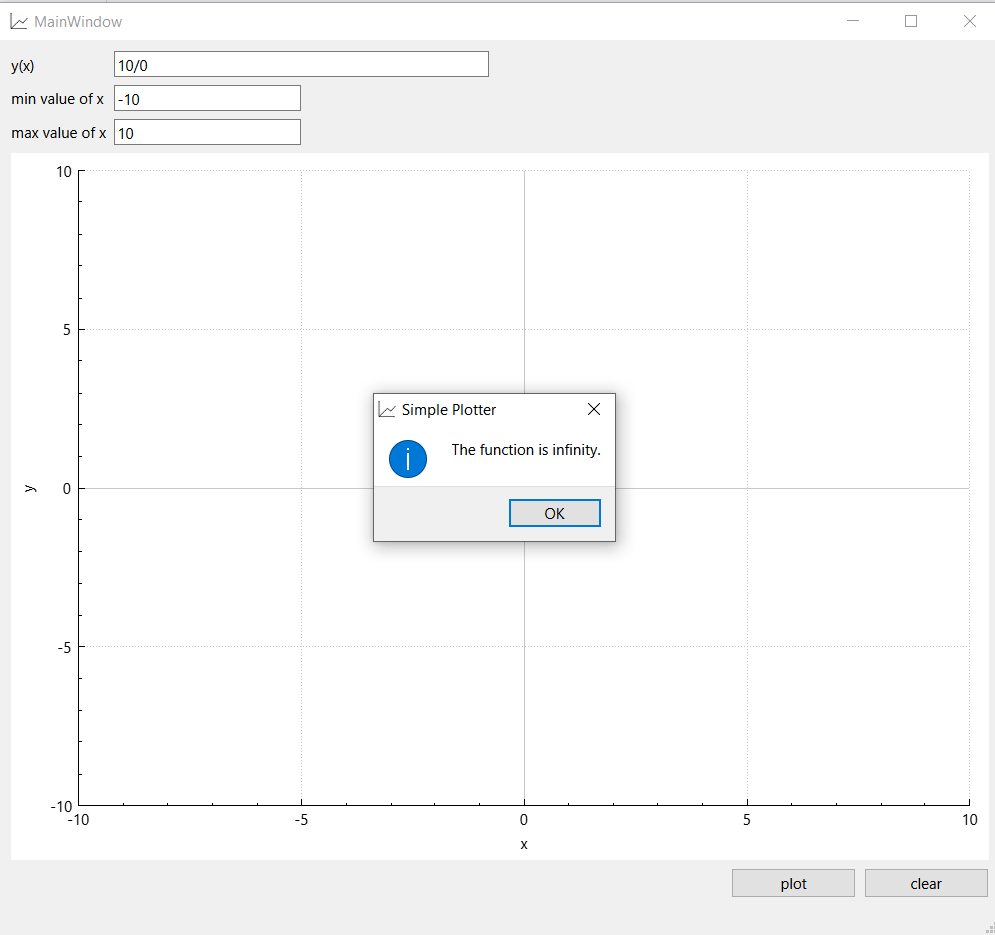 MainWindow
y(x) 10/0
min value of x -10
max value of x 10
10
5
Simple Plotter
The function is infinity.
y 0
OK
-5
-10
-10 -5 0 5 10
x
plot clear